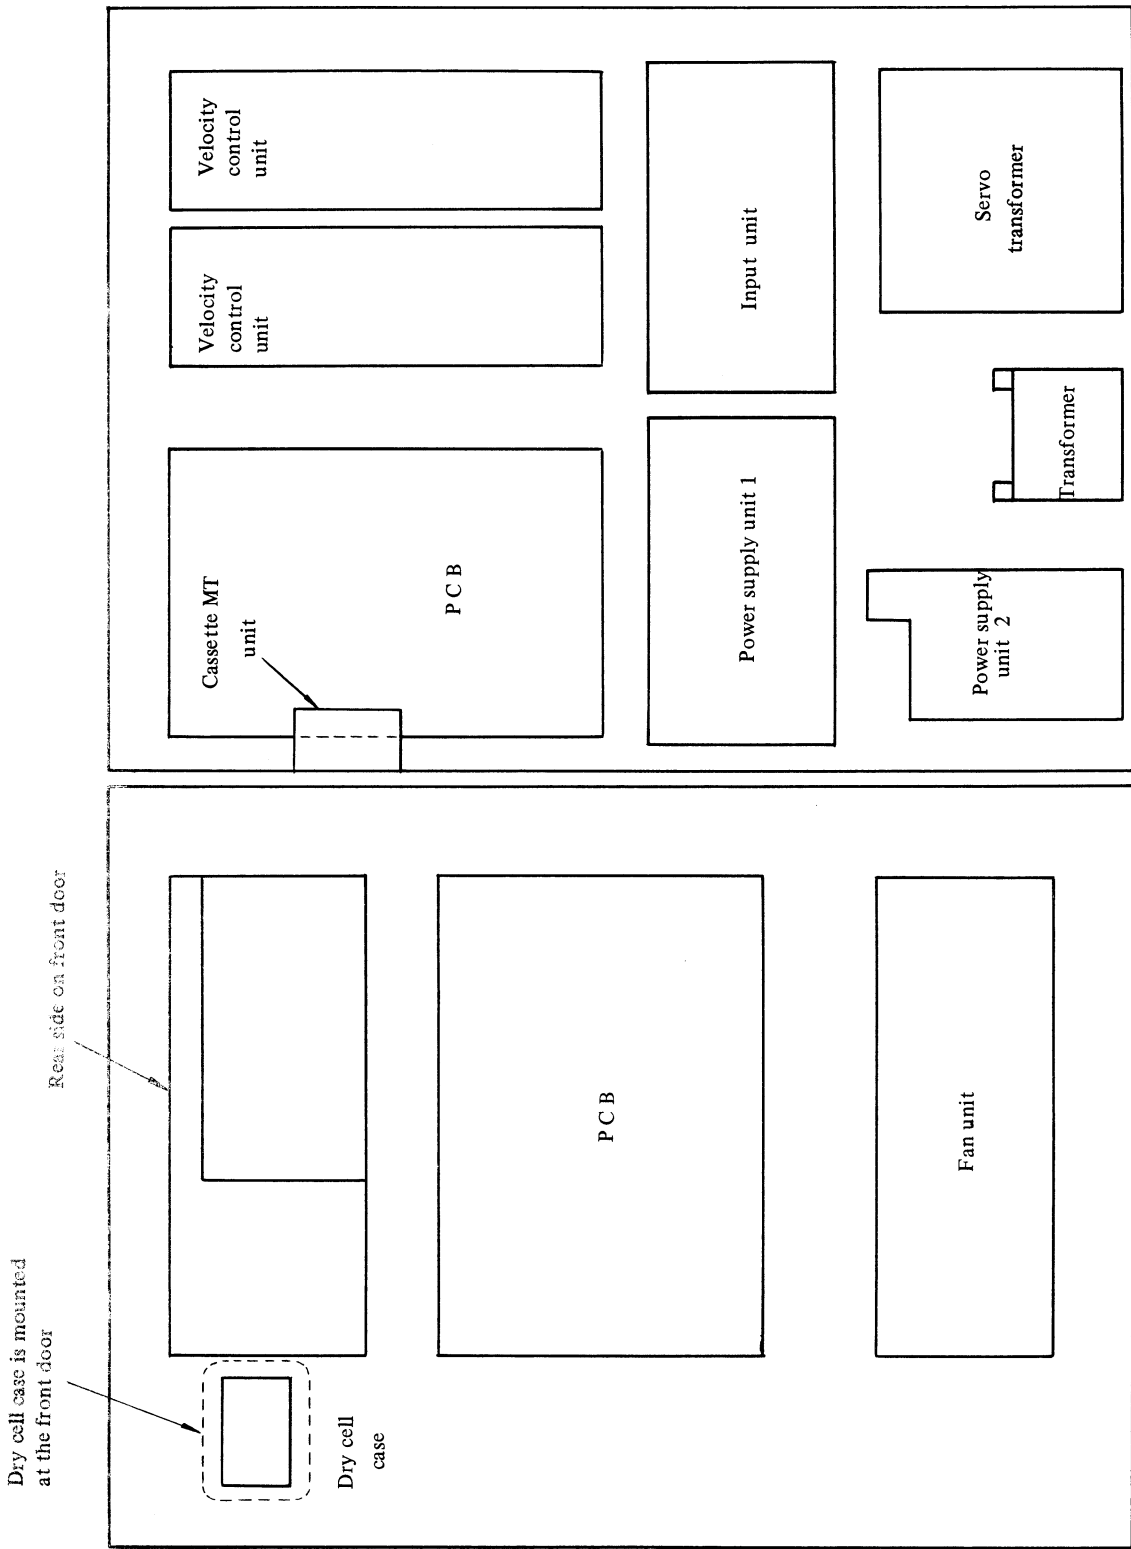 Dry cell case is mounted
at the front door
Rear side on front door
Dry cell
case
P C B
Fan unit
Cassette MT
unit
P C B
Velocity
control
unit
Velocity
control
unit
Power supply unit 1
Input unit
Power supply
unit 2
Transformer
Servo
transformer